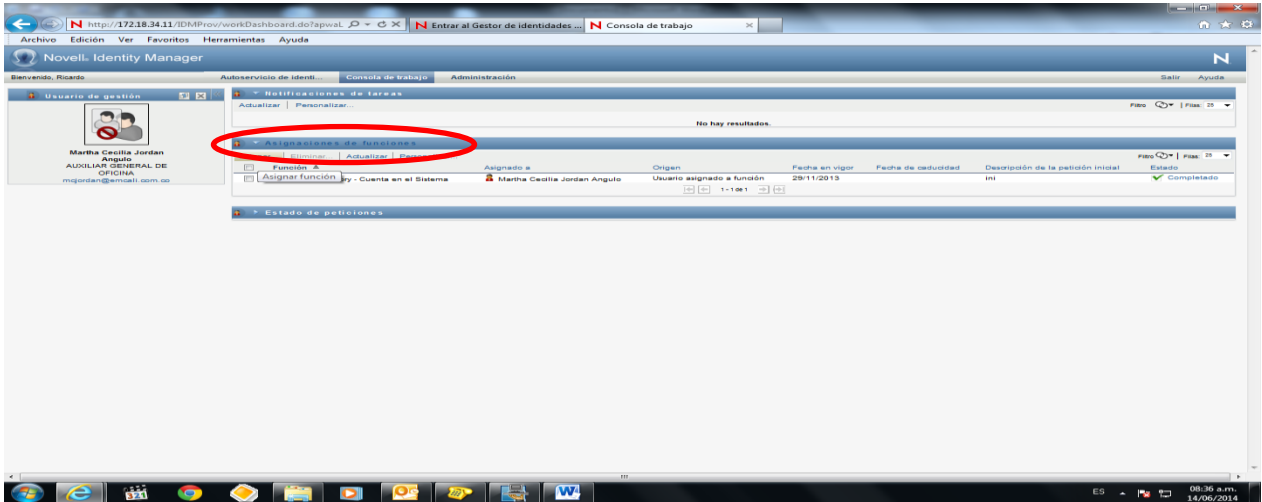 http://172.18.34.11/IDMProv/workDashboard.do?apwaL
Entrar al Gestor de identidades ...
Consola de trabajo
Archivo Edición Ver Favoritos Herramientas Ayuda
Novell® Identity Manager
N
Bienvenido, Ricardo
Autoservicio de identi... Consola de trabajo Administración
Salir Ayuda
Usuario de gestión
Martha Cecilia Jordan
Angulo
AUXILIAR GENERAL DE
OFICINA
mcjordan@emcali.com.co
Notificaciones de tareas
Actualizar | Personalizar...
Filtro | Filas: 25
No hay resultados.
Asignaciones de funciones
Eliminar... | Actualizar |
Filtro | Filas: 25
Función Asignado a Origen Fecha en vigor Fecha de caducidad Descripción de la petición inicial Estado
Asignar función
ry - Cuenta en el Sistema Martha Cecilia Jordan Angulo Usuario asignado a función 29/11/2013 ini Completado
1 - 1 de 1
Estado de peticiones
ES
08:36 a.m.
14/06/2014